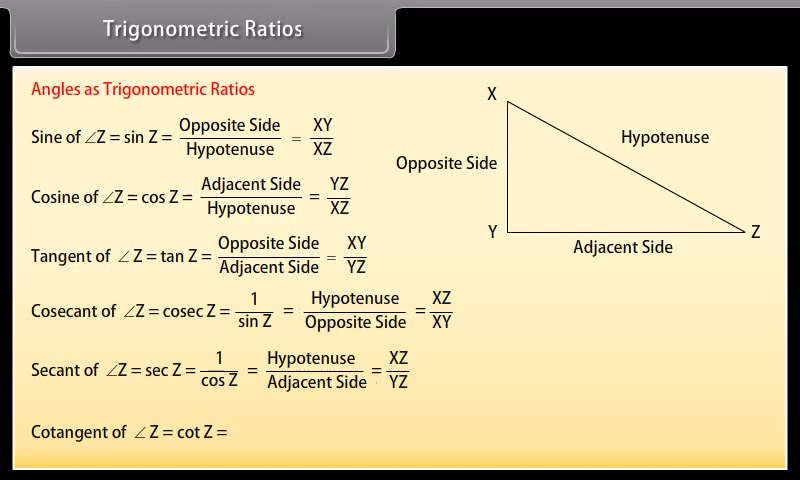 Trigonometric Ratios
Angles as Trigonometric Ratios
Sine of ∠Z = sin Z = Opposite Side / Hypotenuse = XY / XZ
Cosine of ∠Z = cos Z = Adjacent Side / Hypotenuse = YZ / XZ
Tangent of ∠ Z = tan Z = Opposite Side / Adjacent Side = XY / YZ
Cosecant of ∠Z = cosec Z = 1 / sin Z = Hypotenuse / Opposite Side = XZ / XY
Secant of ∠Z = sec Z = 1 / cos Z = Hypotenuse / Adjacent Side = XZ / YZ
Cotangent of ∠ Z = cot Z =
X
Hypotenuse
Opposite Side
Y
Z
Adjacent Side